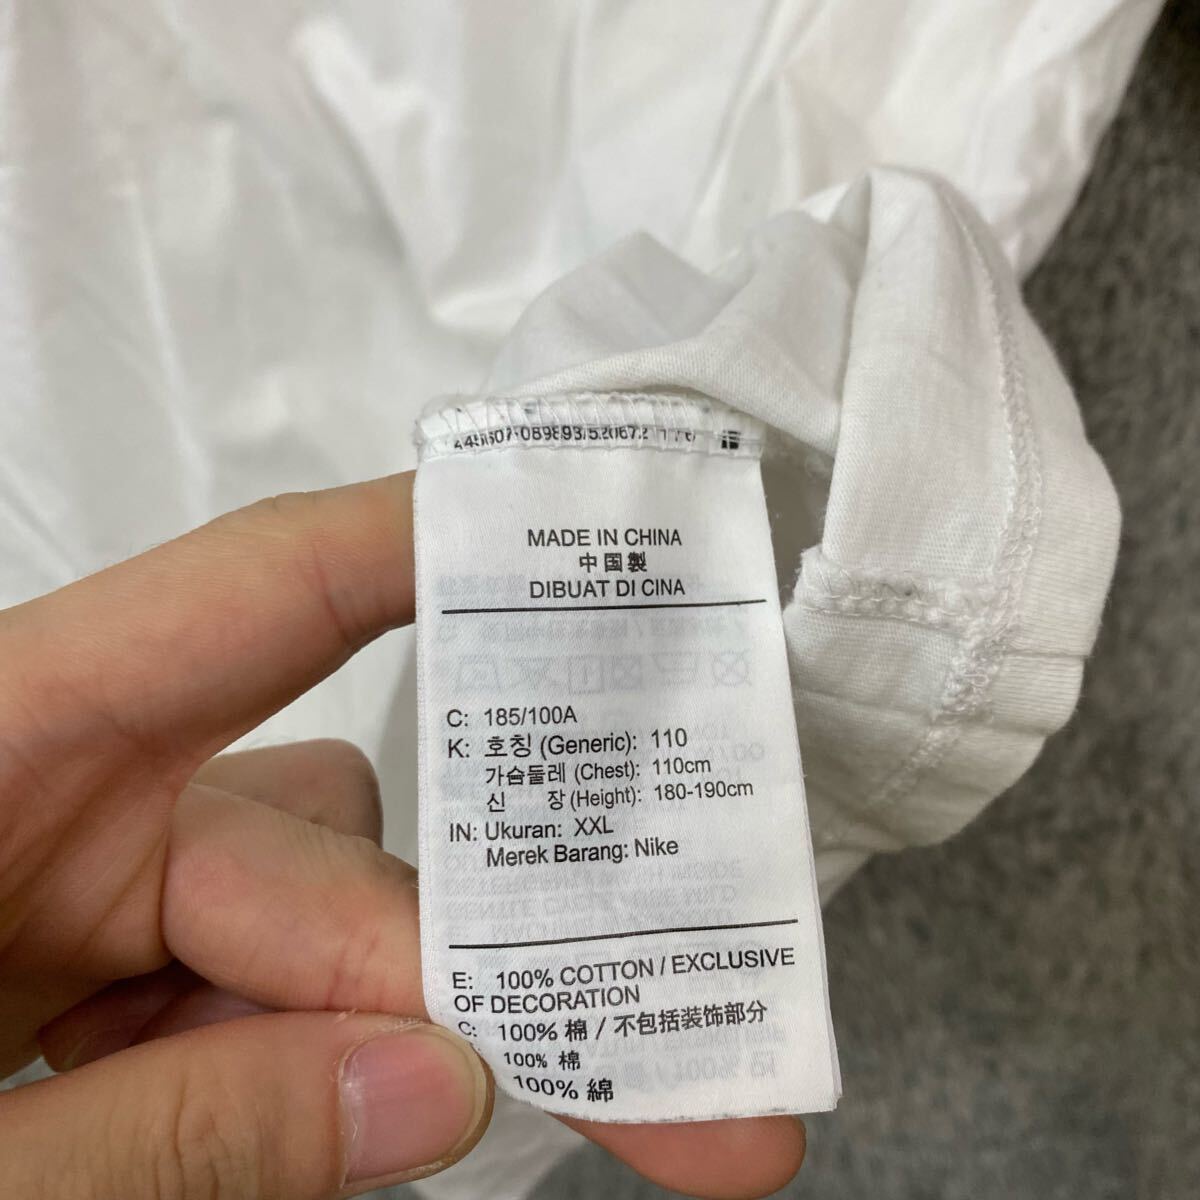 MADE IN CHINA
中国製
DIBUAT DI CINA
C: 185/100A
K: 호칭 (Generic): 110
가슴둘레 (Chest): 110cm
신 장 (Height): 180-190cm
IN: Ukuran: XXL
Merek Barang: Nike
E: 100% COTTON / EXCLUSIVE
OF DECORATION
C: 100% 棉 / 不包括装饰部分
100% 棉
100% 綿